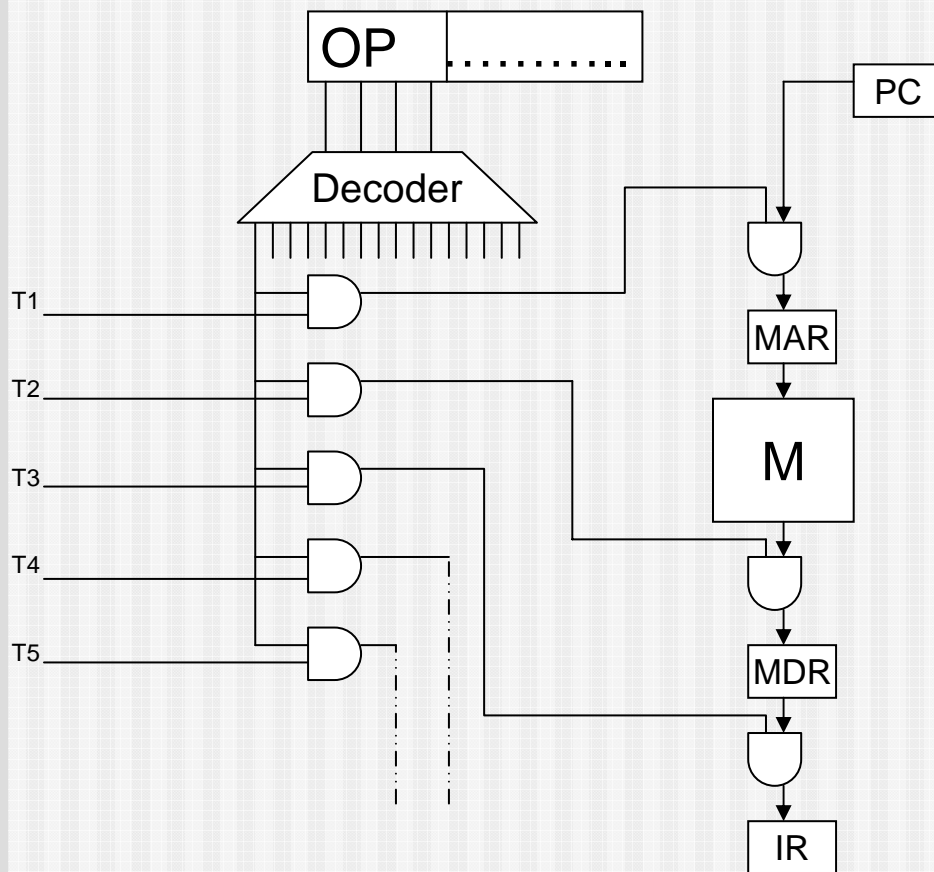 OP ...........
PC
Decoder
T1
MAR
T2
M
T3
T4
T5
MDR
IR